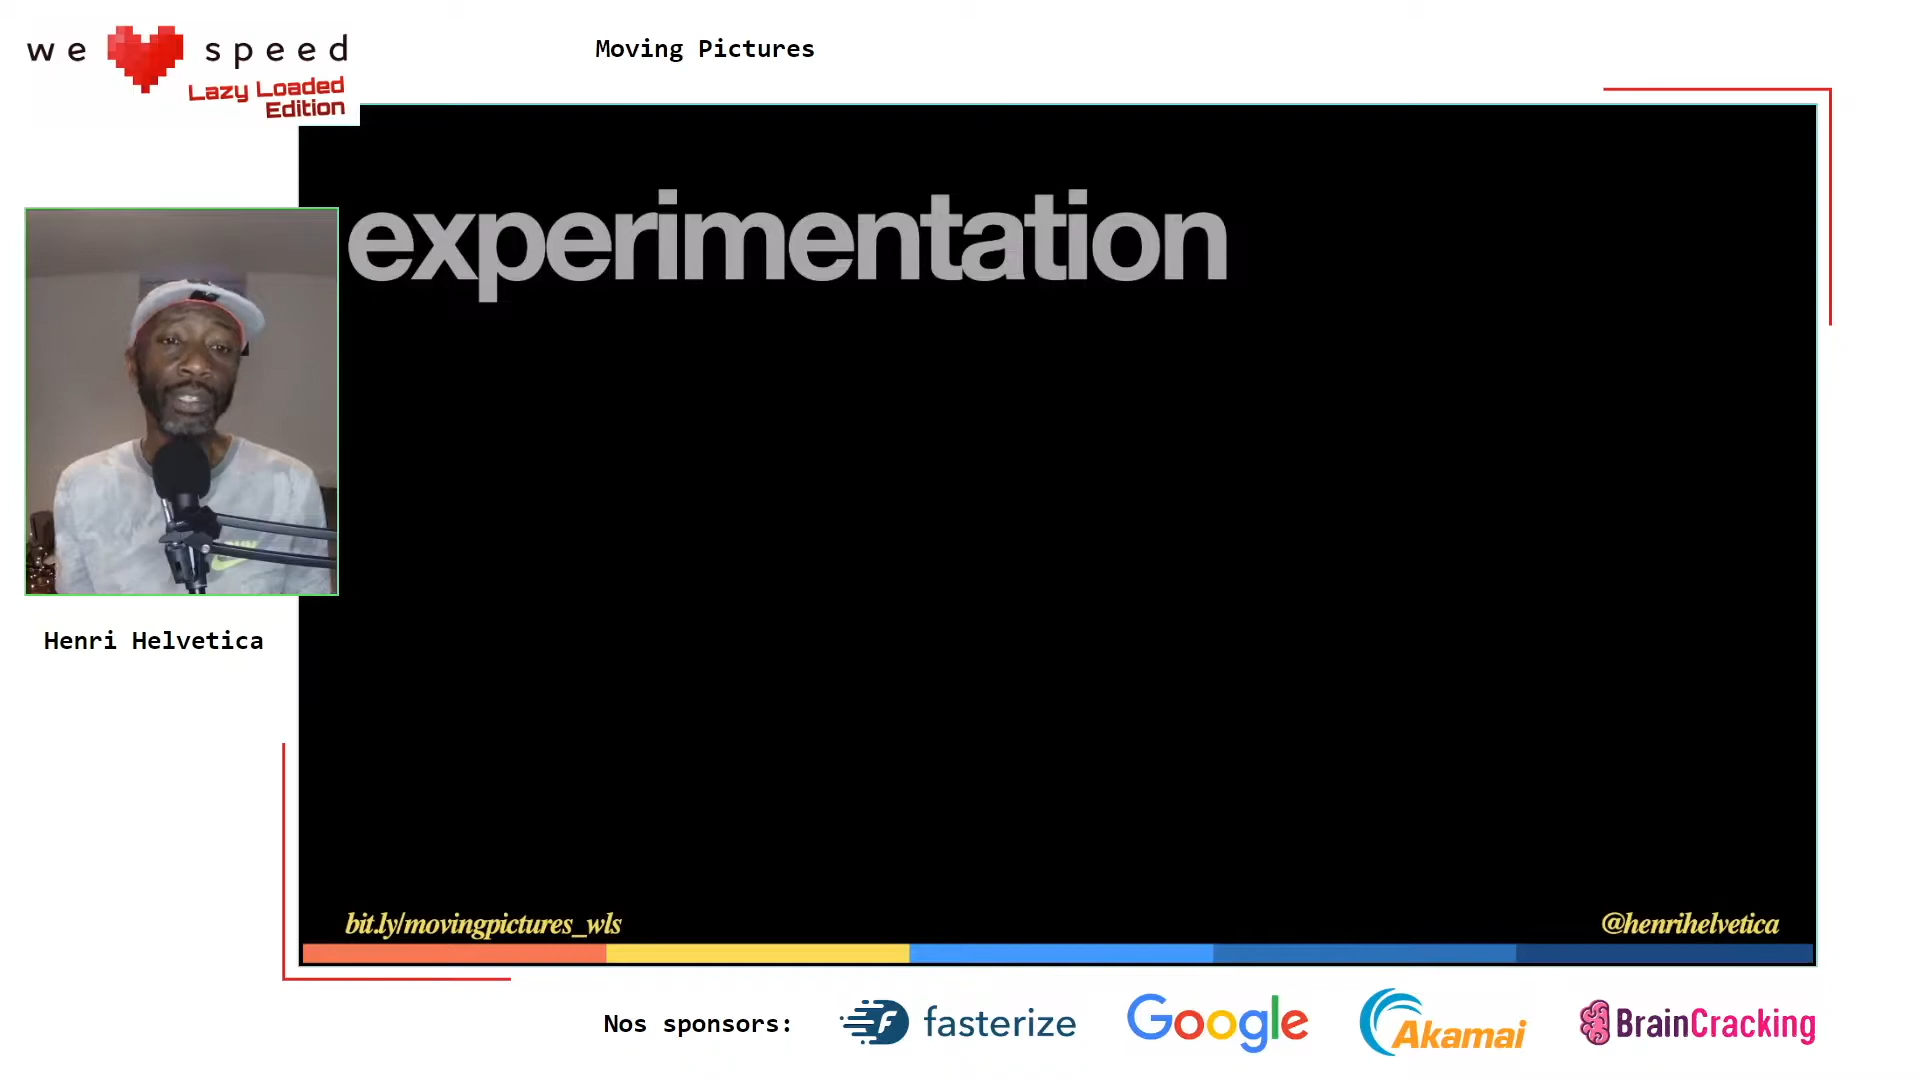 we speed
Lazy Loaded
Edition
Moving Pictures
experimentation
Henri Helvetica
bit.ly/movingpictures_wls
@henrihelvetica
Nos sponsors:
fasterize
Google
Akamai
BrainCracking